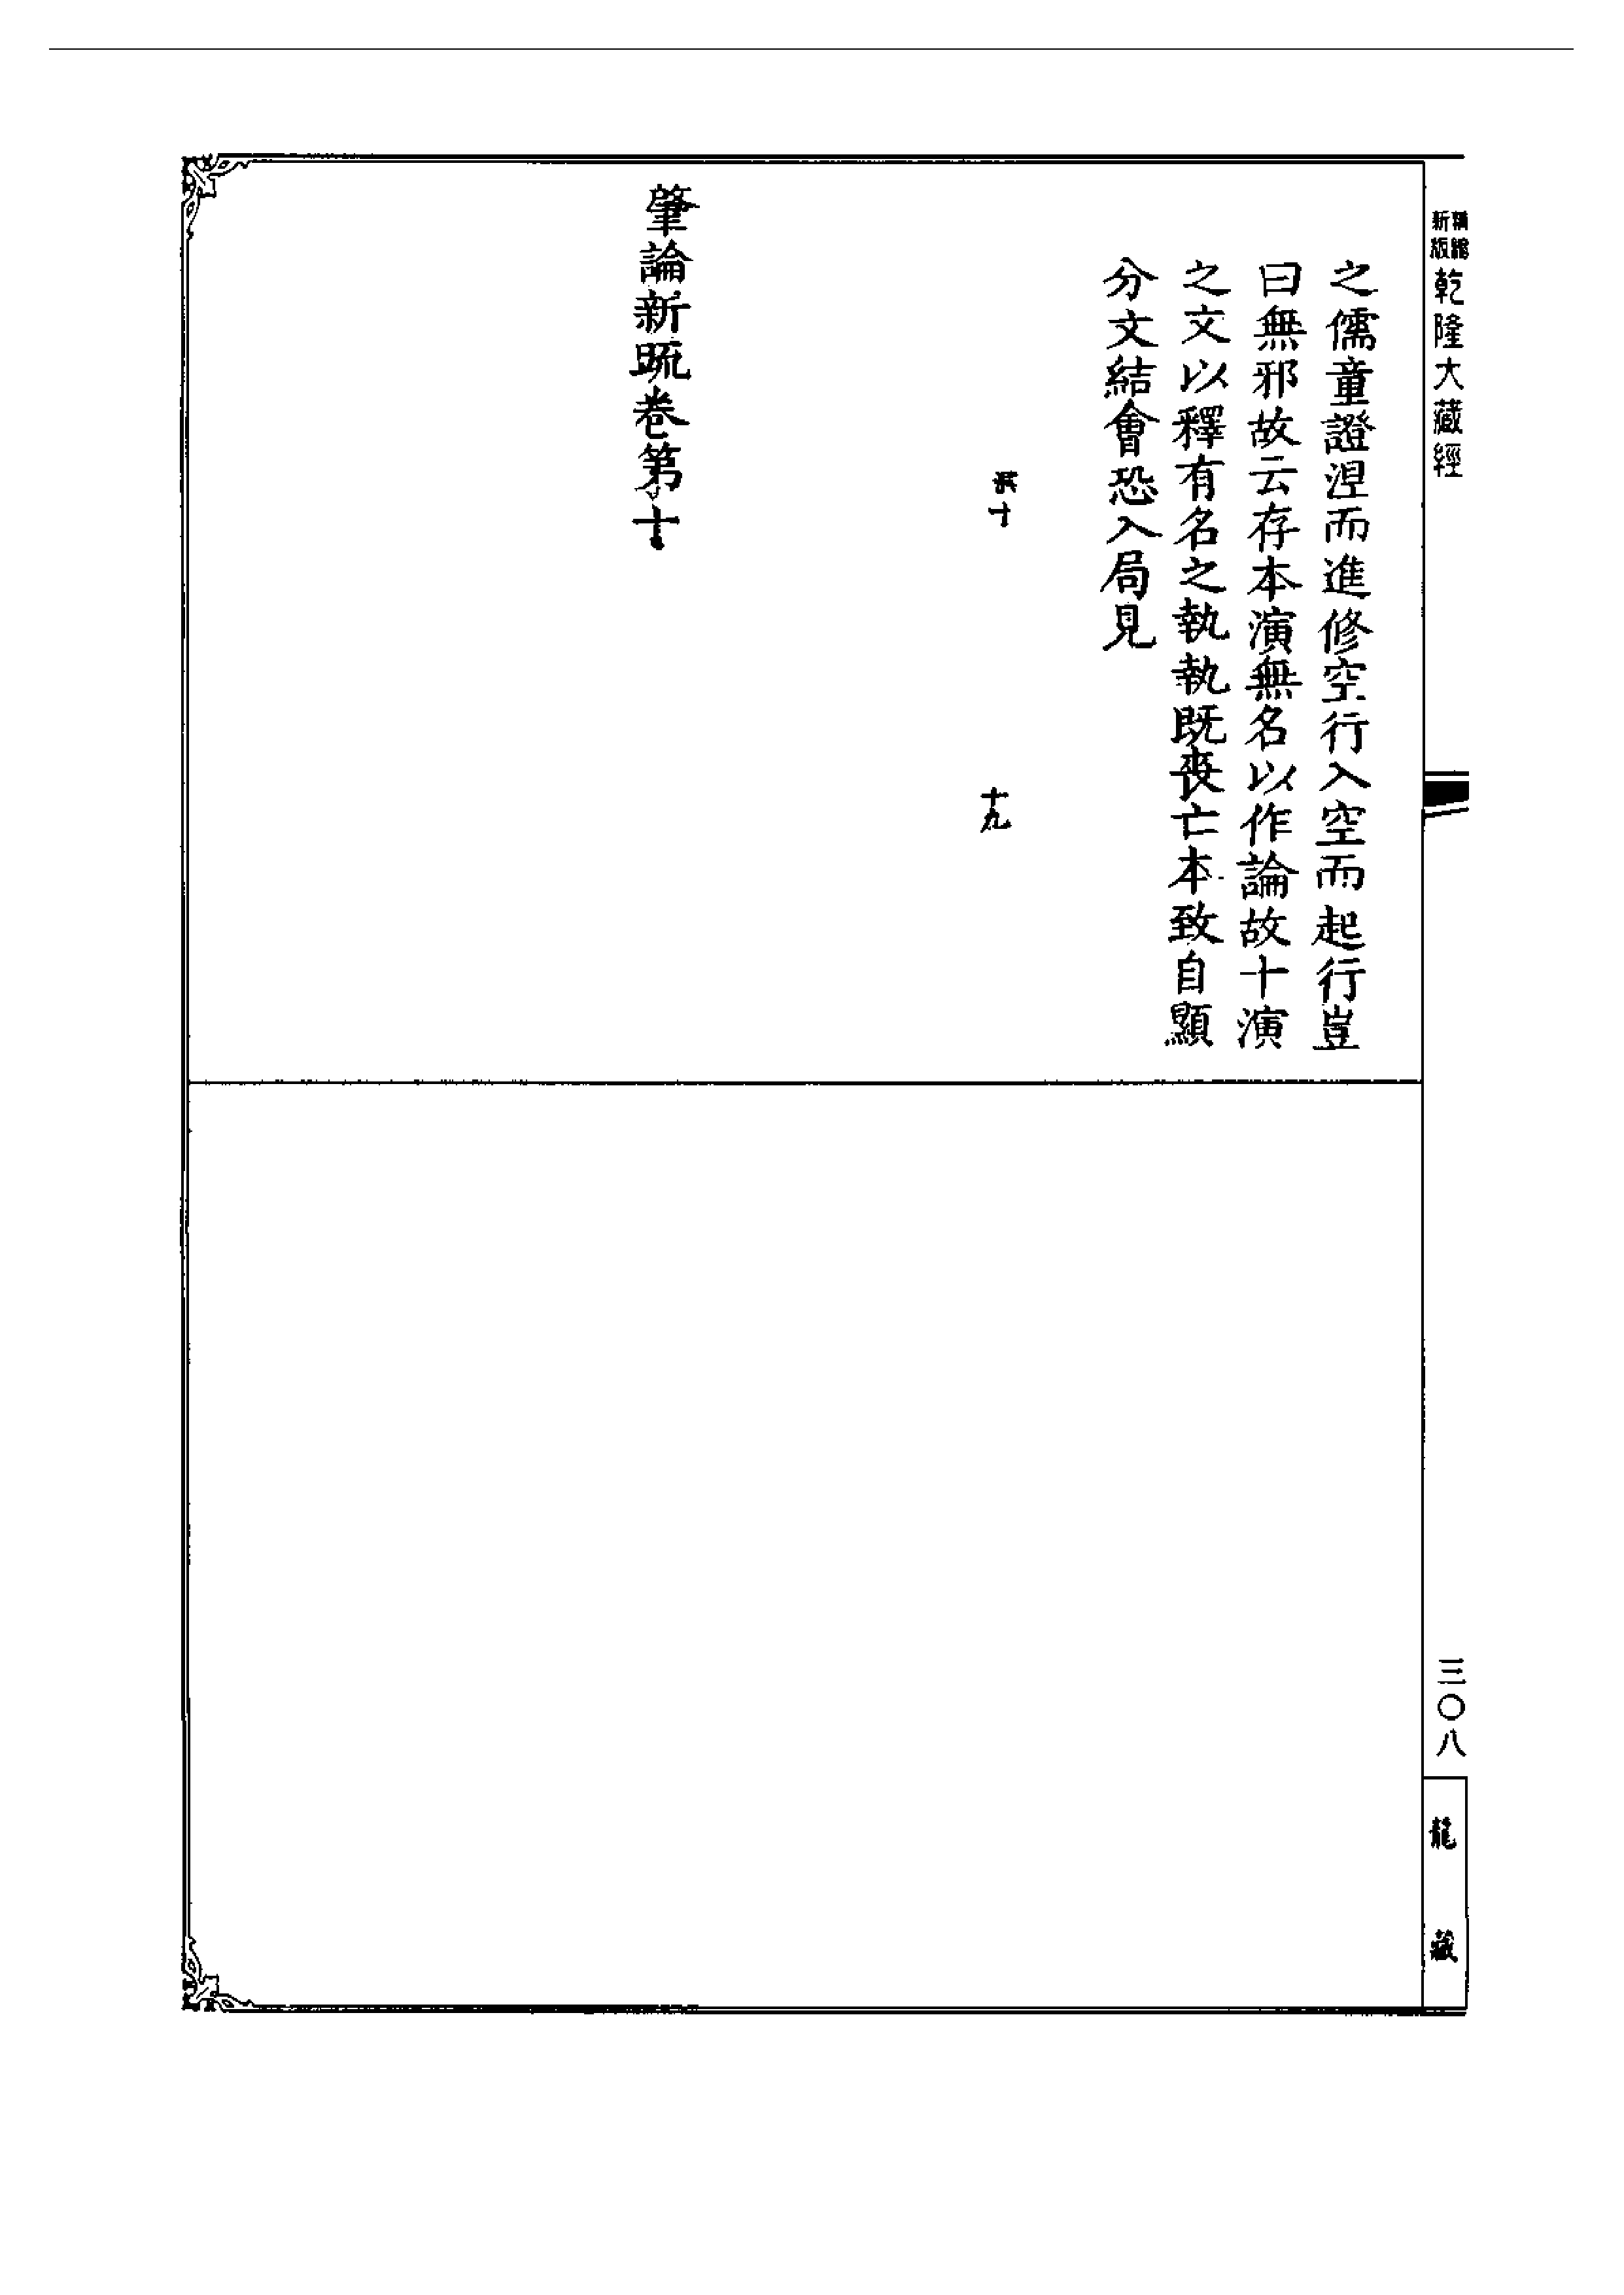 新版精縮乾隆大藏經
之儒童證涅而進修空行入空而起行豈
曰無邪故云存本演無名以作論故十演
之文以釋有名之執執既喪亡本致自顯
分文結會恐入局見
十
十九
肇論新䟽卷第十
三〇八
龍藏